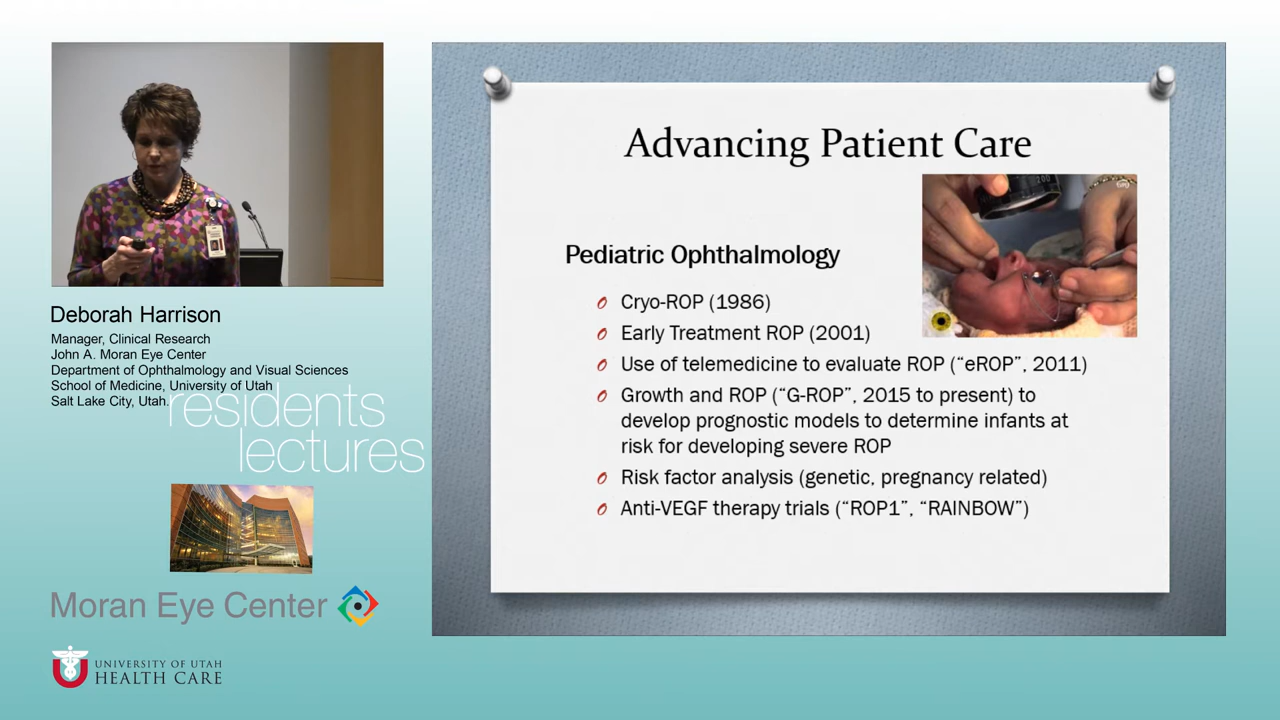 Deborah Harrison
Manager, Clinical Research
John A. Moran Eye Center
Department of Ophthalmology and Visual Sciences
School of Medicine, University of Utah
Salt Lake City, Utah.
residents
lectures
Moran Eye Center
UNIVERSITY OF UTAH
HEALTH CARE
Advancing Patient Care
200
Pediatric Ophthalmology
Cryo-ROP (1986)
Early Treatment ROP (2001)
Use of telemedicine to evaluate ROP (“eROP”, 2011)
Growth and ROP (“G-ROP”, 2015 to present) to
develop prognostic models to determine infants at
risk for developing severe ROP
Risk factor analysis (genetic, pregnancy related)
Anti-VEGF therapy trials (“ROP1”, “RAINBOW”)